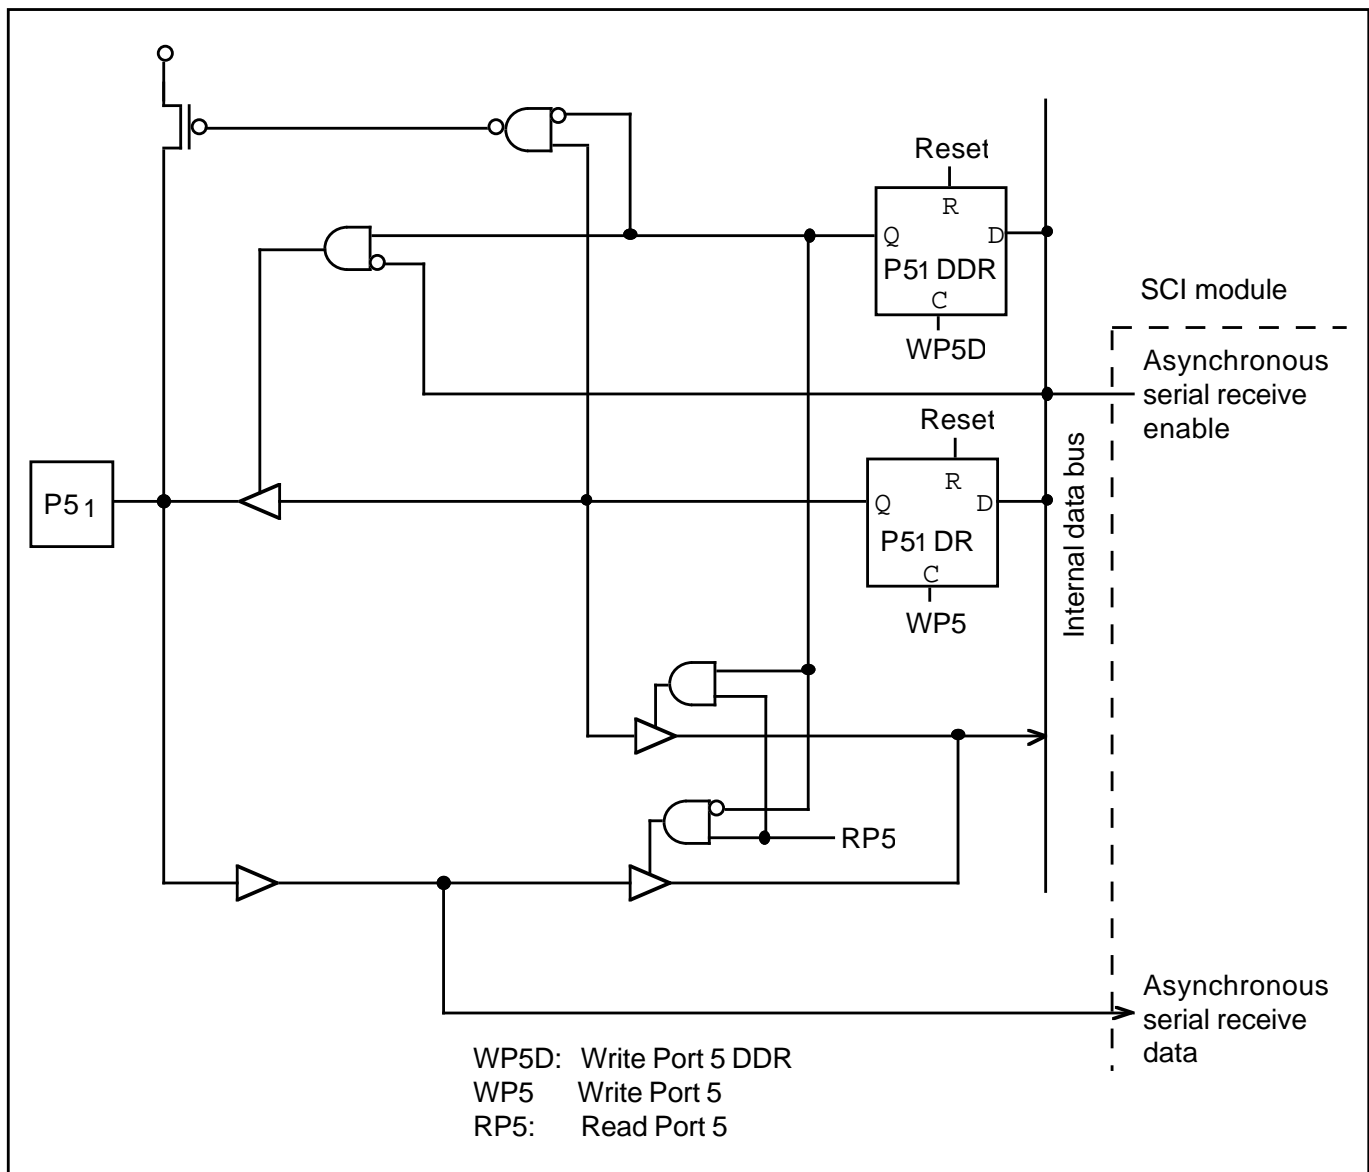 Reset
R
Q D
P51 DDR
C
WP5D
SCI module
Asynchronous
serial receive
enable
Reset
R
Q D
P51 DR
C
WP5
Internal data bus
P51
RP5
Asynchronous
serial receive
data
WP5D: Write Port 5 DDR
WP5 Write Port 5
RP5: Read Port 5